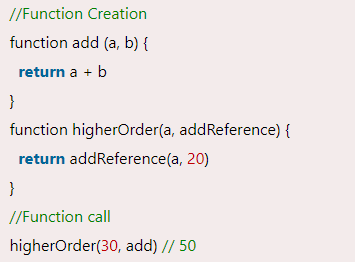 //Function Creation
function add (a, b) {
  return a + b
}
function higherOrder(a, addReference) {
  return addReference(a, 20)
}
//Function call
higherOrder(30, add) // 50